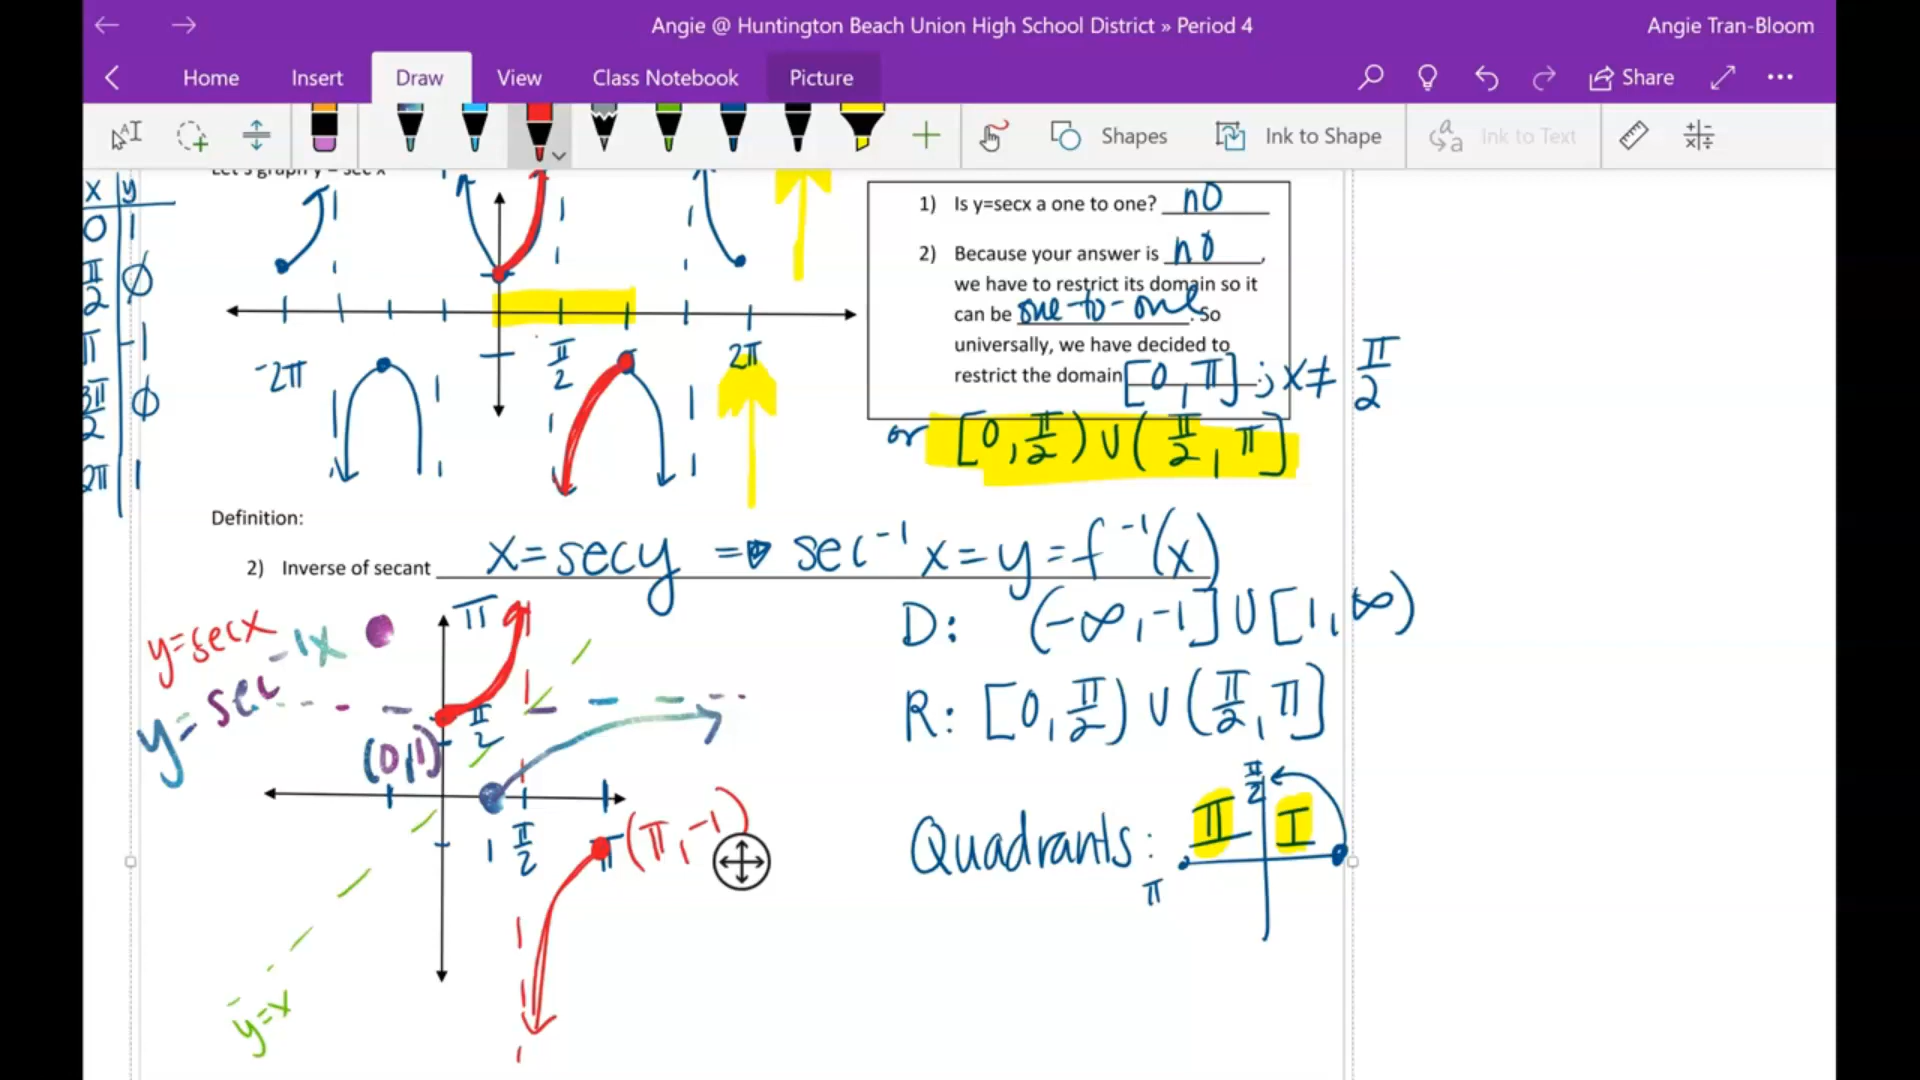 Angie @ Huntington Beach Union High School District » Period 4
Angie Tran-Bloom
Home Insert Draw View Class Notebook Picture Share
Shapes Ink to Shape Ink to Text
Let's graph y = sec x
x y
0 1
π/2 ∅
π -1
3π/2 ∅
2π 1
-2π π/2 2π
1) Is y=secx a one to one? no
2) Because your answer is no,
we have to restrict its domain so it
can be one-to-one. So
universally, we have decided to
restrict the domain [0, π] ; x ≠ π/2
or [0, π/2) ∪ (π/2, π]
Definition:
2) Inverse of secant x = sec y ⇒ sec⁻¹ x = y = f⁻¹(x)
D: (-∞, -1] ∪ [1, ∞)
R: [0, π/2) ∪ (π/2, π]
Quadrants: II I
π/2
π
y=secx
y=sec⁻¹x
π
π/2
(0,1)
1 π/2 π
(π, -1)
y=x